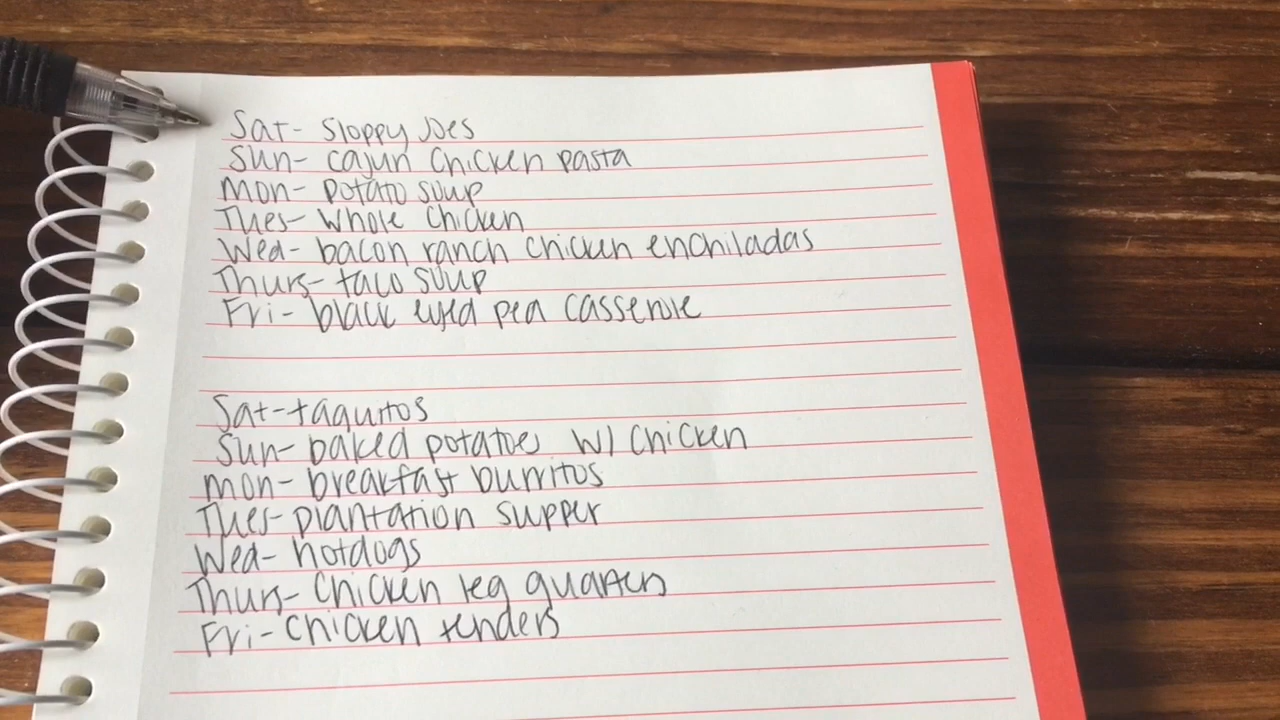 Sat- Sloppy Joes
Sun- cajun chicken pasta
Mon- potato soup
Tues- Whole Chicken
Wed- bacon ranch chicken enchiladas
Thurs- taco soup
Fri- black eyed pea casserole
Sat- taquitos
Sun- baked potatoes w/ chicken
Mon- breakfast burritos
Tues- plantation supper
Wed- hotdogs
Thurs- Chicken leg quarters
Fri- Chicken tenders